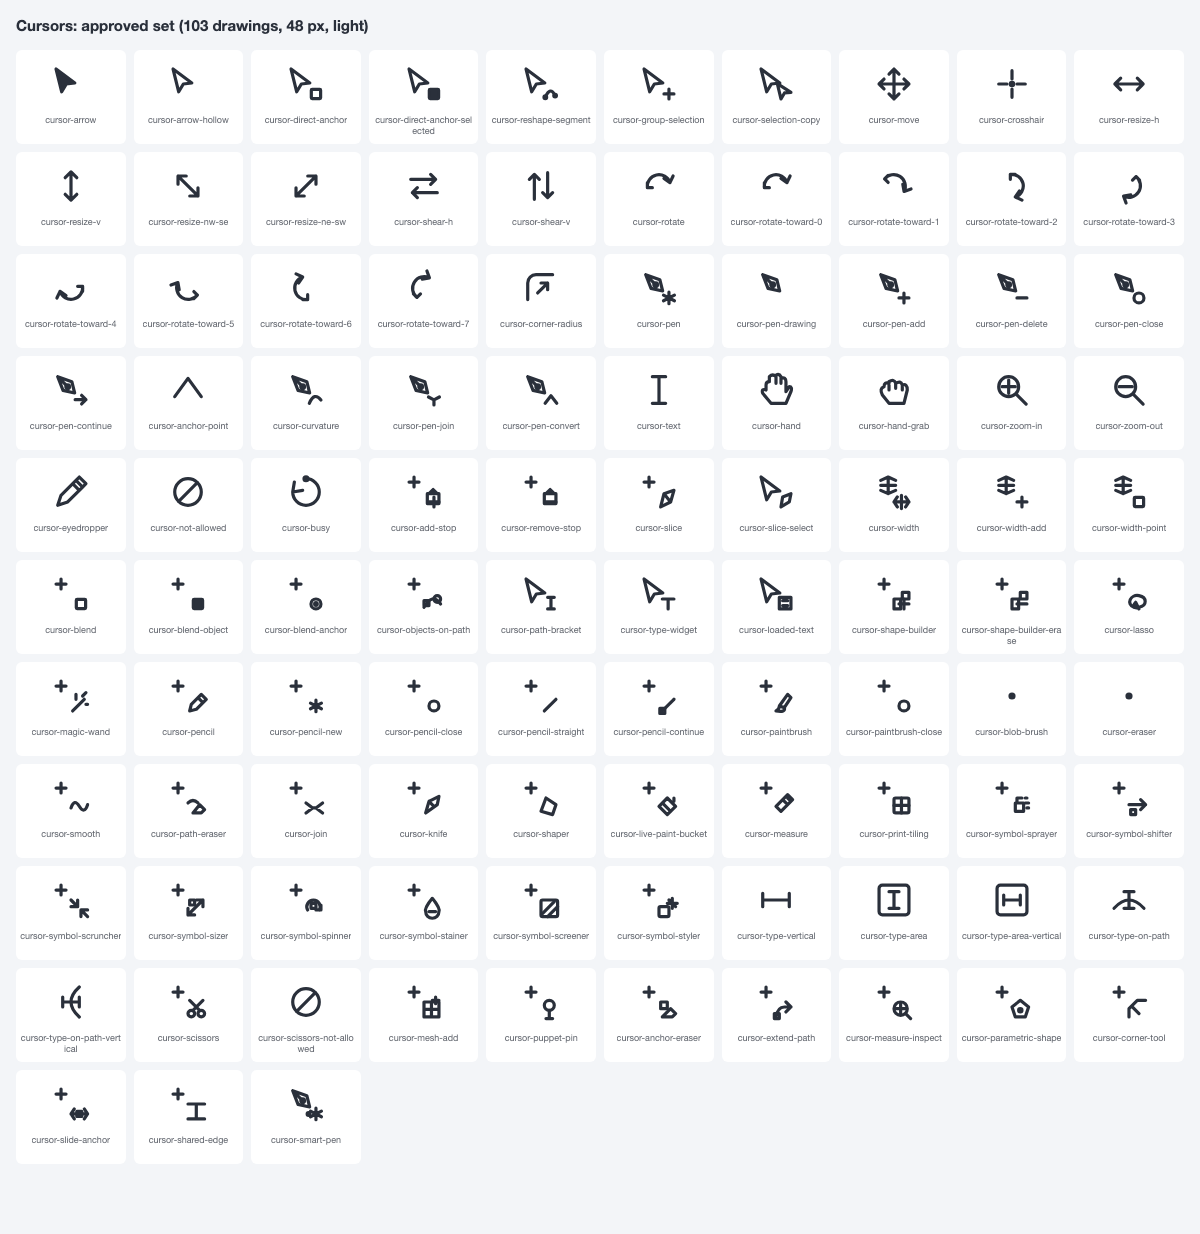 Cursors: approved set (103 drawings, 48 px, light)
cursor-arrow
cursor-arrow-hollow
cursor-direct-anchor
cursor-direct-anchor-sel
ected
cursor-reshape-segment
cursor-group-selection
cursor-selection-copy
cursor-move
cursor-crosshair
cursor-resize-h
cursor-resize-v
cursor-resize-nw-se
cursor-resize-ne-sw
cursor-shear-h
cursor-shear-v
cursor-rotate
cursor-rotate-toward-0
cursor-rotate-toward-1
cursor-rotate-toward-2
cursor-rotate-toward-3
cursor-rotate-toward-4
cursor-rotate-toward-5
cursor-rotate-toward-6
cursor-rotate-toward-7
cursor-corner-radius
cursor-pen
cursor-pen-drawing
cursor-pen-add
cursor-pen-delete
cursor-pen-close
cursor-pen-continue
cursor-anchor-point
cursor-curvature
cursor-pen-join
cursor-pen-convert
cursor-text
cursor-hand
cursor-hand-grab
cursor-zoom-in
cursor-zoom-out
cursor-eyedropper
cursor-not-allowed
cursor-busy
cursor-add-stop
cursor-remove-stop
cursor-slice
cursor-slice-select
cursor-width
cursor-width-add
cursor-width-point
cursor-blend
cursor-blend-object
cursor-blend-anchor
cursor-objects-on-path
cursor-path-bracket
cursor-type-widget
cursor-loaded-text
cursor-shape-builder
cursor-shape-builder-era
se
cursor-lasso
cursor-magic-wand
cursor-pencil
cursor-pencil-new
cursor-pencil-close
cursor-pencil-straight
cursor-pencil-continue
cursor-paintbrush
cursor-paintbrush-close
cursor-blob-brush
cursor-eraser
cursor-smooth
cursor-path-eraser
cursor-join
cursor-knife
cursor-shaper
cursor-live-paint-bucket
cursor-measure
cursor-print-tiling
cursor-symbol-sprayer
cursor-symbol-shifter
cursor-symbol-scruncher
cursor-symbol-sizer
cursor-symbol-spinner
cursor-symbol-stainer
cursor-symbol-screener
cursor-symbol-styler
cursor-type-vertical
cursor-type-area
cursor-type-area-vertical
cursor-type-on-path
cursor-type-on-path-vert
ical
cursor-scissors
cursor-scissors-not-allo
wed
cursor-mesh-add
cursor-puppet-pin
cursor-anchor-eraser
cursor-extend-path
cursor-measure-inspect
cursor-parametric-shape
cursor-corner-tool
cursor-slide-anchor
cursor-shared-edge
cursor-smart-pen